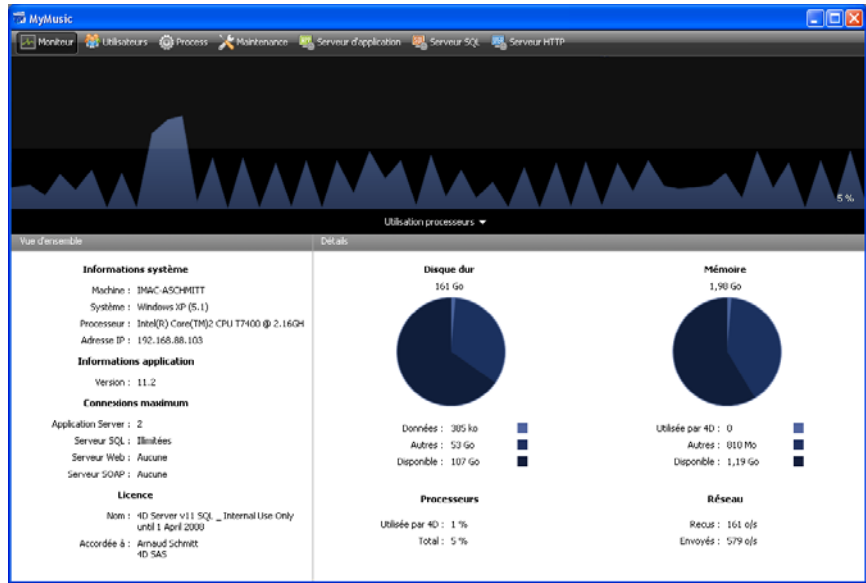 MyMusic
Moniteur Utilisateurs Process Maintenance Serveur d'application Serveur SQL Serveur HTTP
5 %
Utilisation processeurs
Vue d'ensemble Détails
Informations système
Machine : IMAC-ASCHMITT
Système : Windows XP (5.1)
Processeur : Intel(R) Core(TM)2 CPU T7400 @ 2.16GH
Adresse IP : 192.168.88.103
Informations application
Version : 11.2
Connexions maximum
Application Server : 2
Serveur SQL : Illimitées
Serveur Web : Aucune
Serveur SOAP : Aucune
Licence
Nom : 4D Server v11 SQL _ Internal Use Only
until 1 April 2008
Accordée à : Arnaud Schmitt
4D SAS
Disque dur
161 Go
Données : 385 ko
Autres : 53 Go
Disponible : 107 Go
Processeurs
Utilisée par 4D : 1 %
Total : 5 %
Mémoire
1,98 Go
Utilisée par 4D : 0
Autres : 810 Mo
Disponible : 1,19 Go
Réseau
Recus : 161 o/s
Envoyés : 579 o/s